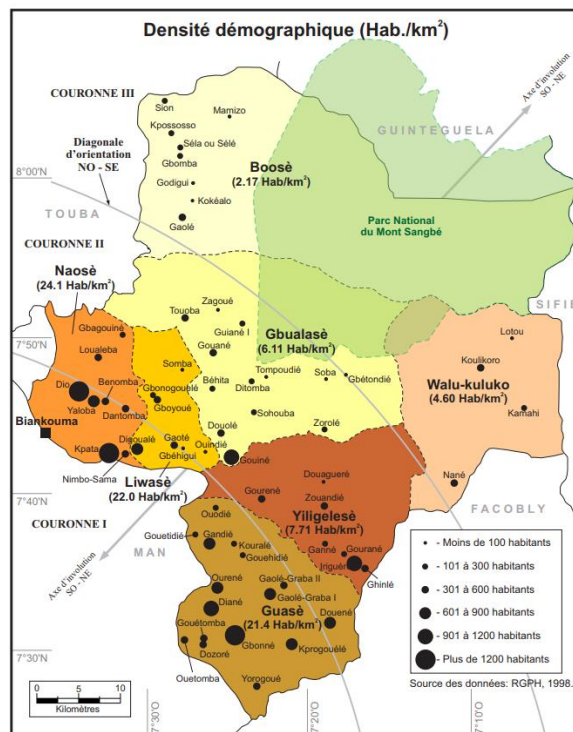 Densité démographique (Hab./km²)
COURONNE III
Axe d'involution
SO - NE
Sion
Mamizo
Kpossosso
GUINTEGUELA
Diagonale
d'orientation
NO - SE
Séla ou Sélé
Gbomba
Boosè
(2.17 Hab/km²)
8°00'
Godigui
Kokéalo
TOUBA
Gaolé
Parc National
du Mont Sangbé
COURONNE II
Naosè
(24.1 Hab/km²)
SIFIE
Zagoué
Touoba
Guiané I
Gbagouiné
Gbualasè
(6.11 Hab/km²)
Lotou
7°50'
Loualeba
Gouané
Somba
Tompoudié
Soba
Gbétondié
Koulikoro
Dio
Benomba
Gbonogouelé
Béhita
Ditomba
Walu-kuluko
(4.60 Hab/km²)
Yaloba
Dantomba
Gboyoué
Sohouba
Kamahi
Biankouma
Douolé
Zorolé
Digoualé
Gaoté
Ouindié
Kpata
Gbéhigui
Gouiné
Nimbo-Sama
Douagueré
Nané
7°40'
Liwasè
(22.0 Hab/km²)
Gourené
Zouandié
COURONNE I
Ouodié
Yiligelesè
(7.71 Hab/km²)
FACOBLY
MAN
Gouetidié
Gandié
Kouralé
Ganné
Gourané
Gouehidié
Iriguér
Ghinlé
Axe d'involution
SO - NE
Ourené
Gaolé-Graba II
Gaolé-Graba I
Diané
Guasè
(21.4 Hab/km²)
Douené
Gouétomba
Gbonné
Kprogouélé
7°30'
Ouetomba
Dozoré
Yorogoué
- Moins de 100 habitants
- 101 à 300 habitants
- 301 à 600 habitants
- 601 à 900 habitants
- 901 à 1200 habitants
- Plus de 1200 habitants
Source des données: RGPH, 1998.
0 5 10
Kilomètres
7°30'
7°20'
7°10'